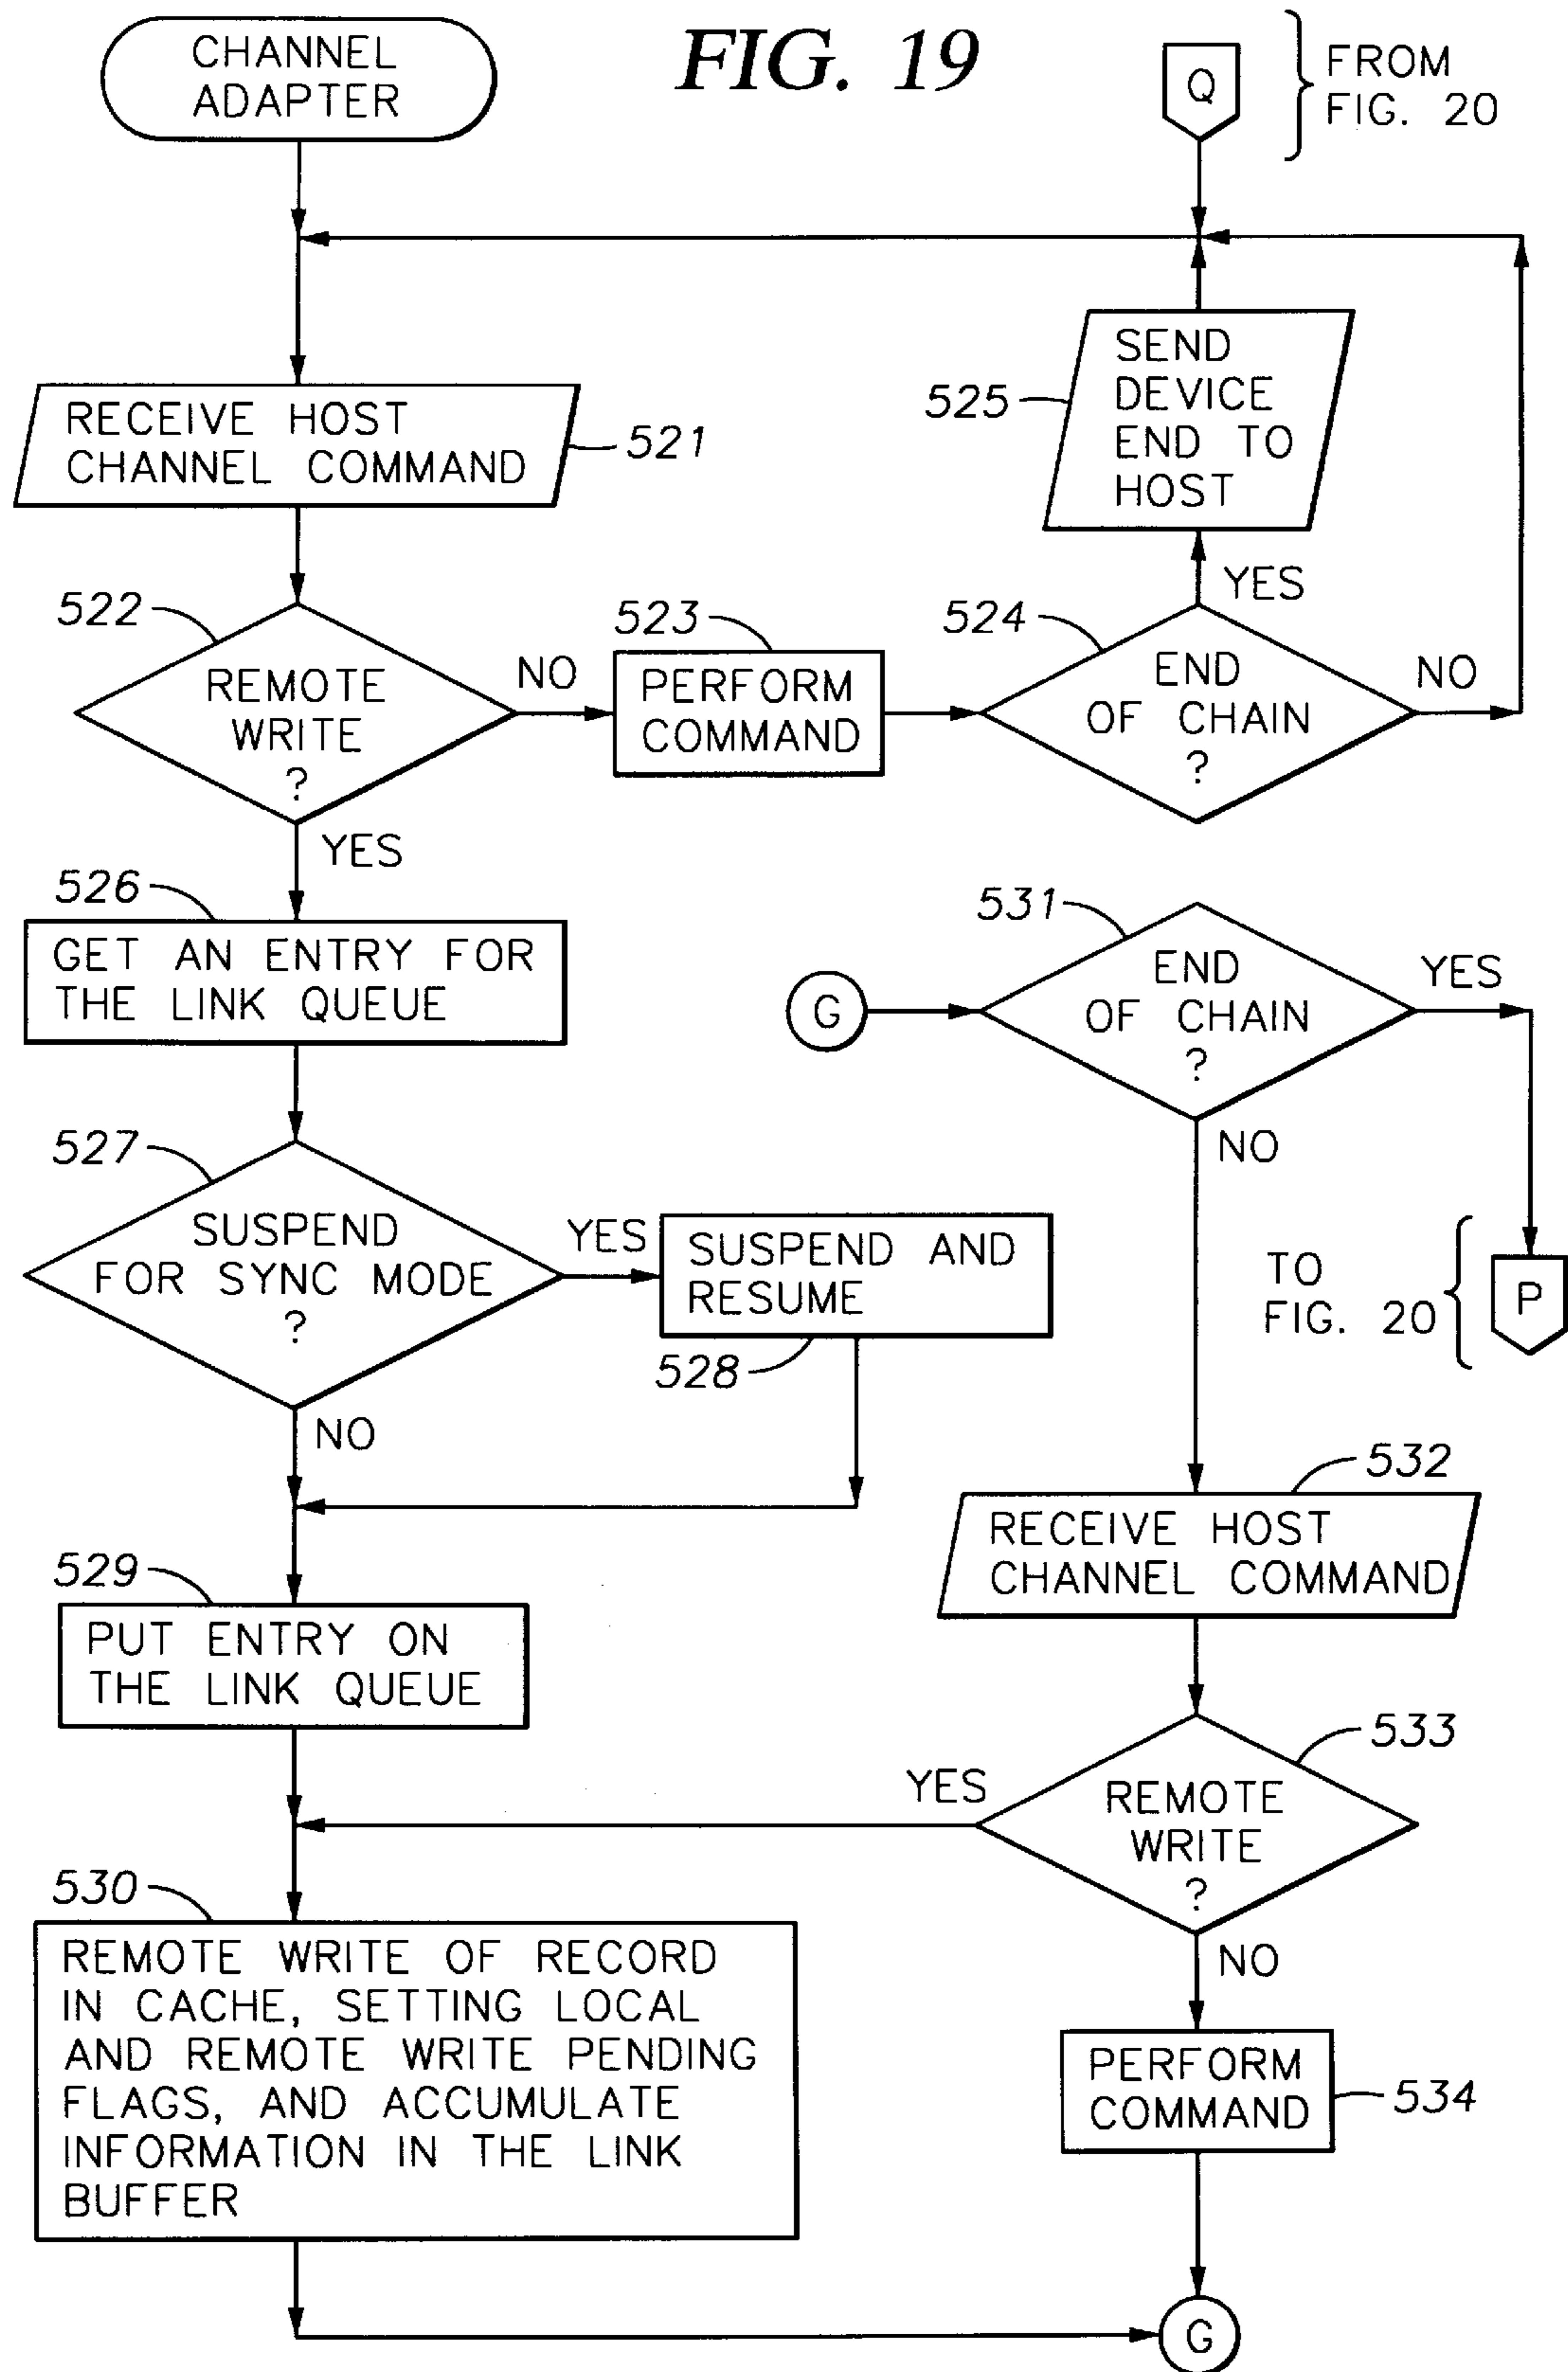 FIG. 19
CHANNEL
ADAPTER
Q
FROM
FIG. 20
RECEIVE HOST
CHANNEL COMMAND
521
SEND
DEVICE
END TO
HOST
525
522
REMOTE
WRITE
?
NO
YES
523
PERFORM
COMMAND
524
END
OF CHAIN
?
YES
NO
526
GET AN ENTRY FOR
THE LINK QUEUE
527
SUSPEND
FOR SYNC MODE
?
YES
NO
SUSPEND AND
RESUME
528
529
PUT ENTRY ON
THE LINK QUEUE
530
REMOTE WRITE OF RECORD
IN CACHE, SETTING LOCAL
AND REMOTE WRITE PENDING
FLAGS, AND ACCUMULATE
INFORMATION IN THE LINK
BUFFER
G
531
END
OF CHAIN
?
YES
NO
TO
FIG. 20
P
532
RECEIVE HOST
CHANNEL COMMAND
533
REMOTE
WRITE
?
YES
NO
PERFORM
COMMAND
534
G